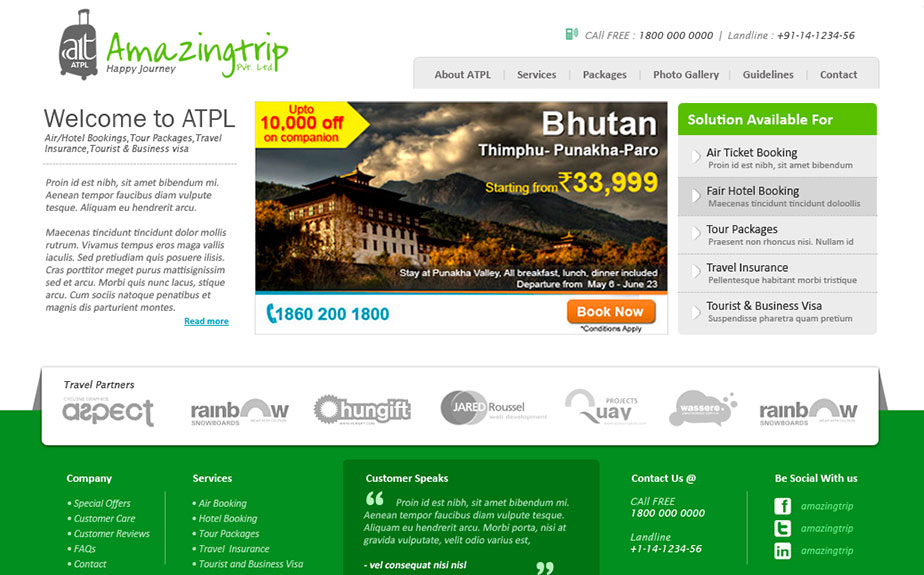 alt
ATPL
Amazingtrip
Pvt. Ltd.
Happy Journey
CAll FREE : 1800 000 0000 | Landline : +91-14-1234-56
About ATPL | Services | Packages | Photo Gallery | Guidelines | Contact
Welcome to ATPL
Air/Hotel Bookings,Tour Packages,Travel
Insurance,Tourist & Business visa
Proin id est nibh, sit amet bibendum mi.
Aenean tempor faucibus diam vulpute
tesque. Aliquam eu hendrerit arcu.
Maecenas tincidunt tincidunt dolor mollis
rutrum. Vivamus tempus eros maga vallis
iaculis. Sed pretiudiam quis posuere ilisis.
Cras porttitor meget purus mattisignissim
sed et arcu. Morbi quis nunc lacus, stique
arcu. Cum sociis natoque penatibus et
magnis dis parturient montes.
Read more
Upto
10,000 off
on companion
Bhutan
Thimphu- Punakha-Paro
Starting from ₹33,999
Stay at Punakha Valley, All breakfast, lunch, dinner included
Departure from May 6 - June 23
1860 200 1800
Book Now
*Conditions Apply
Solution Available For
Air Ticket Booking
Proin id est nibh, sit amet bibendum
Fair Hotel Booking
Maecenas tincidunt tincidunt doloollis
Tour Packages
Praesent non rhoncus nisi. Nullam id
Travel Insurance
Pellentesque habitant morbi tristique
Tourist & Business Visa
Suspendisse pharetra quam pretium
Travel Partners
CYCLONE GRAPHICS
aspect
rainbow
SNOWBOARDS
hungift
JARED Roussel
web development
PROJECTS
Quay
wassere.
rainbow
SNOWBOARDS
Company
• Special Offers
• Customer Care
• Customer Reviews
• FAQs
• Contact
Services
• Air Booking
• Hotel Booking
• Tour Packages
• Travel Insurance
• Tourist and Business Visa
Customer Speaks
“ Proin id est nibh, sit amet bibendum mi.
Aenean tempor faucibus diam vulpute tesque.
Aliquam eu hendrerit arcu. Morbi porta, nisi at
gravida vulputate, velit odio varius est,
- vel consequat nisi nisl ”
Contact Us @
CAll FREE
1800 000 0000
Landline
+1-14-1234-56
Be Social With us
f amazingtrip
t amazingtrip
in amazingtrip